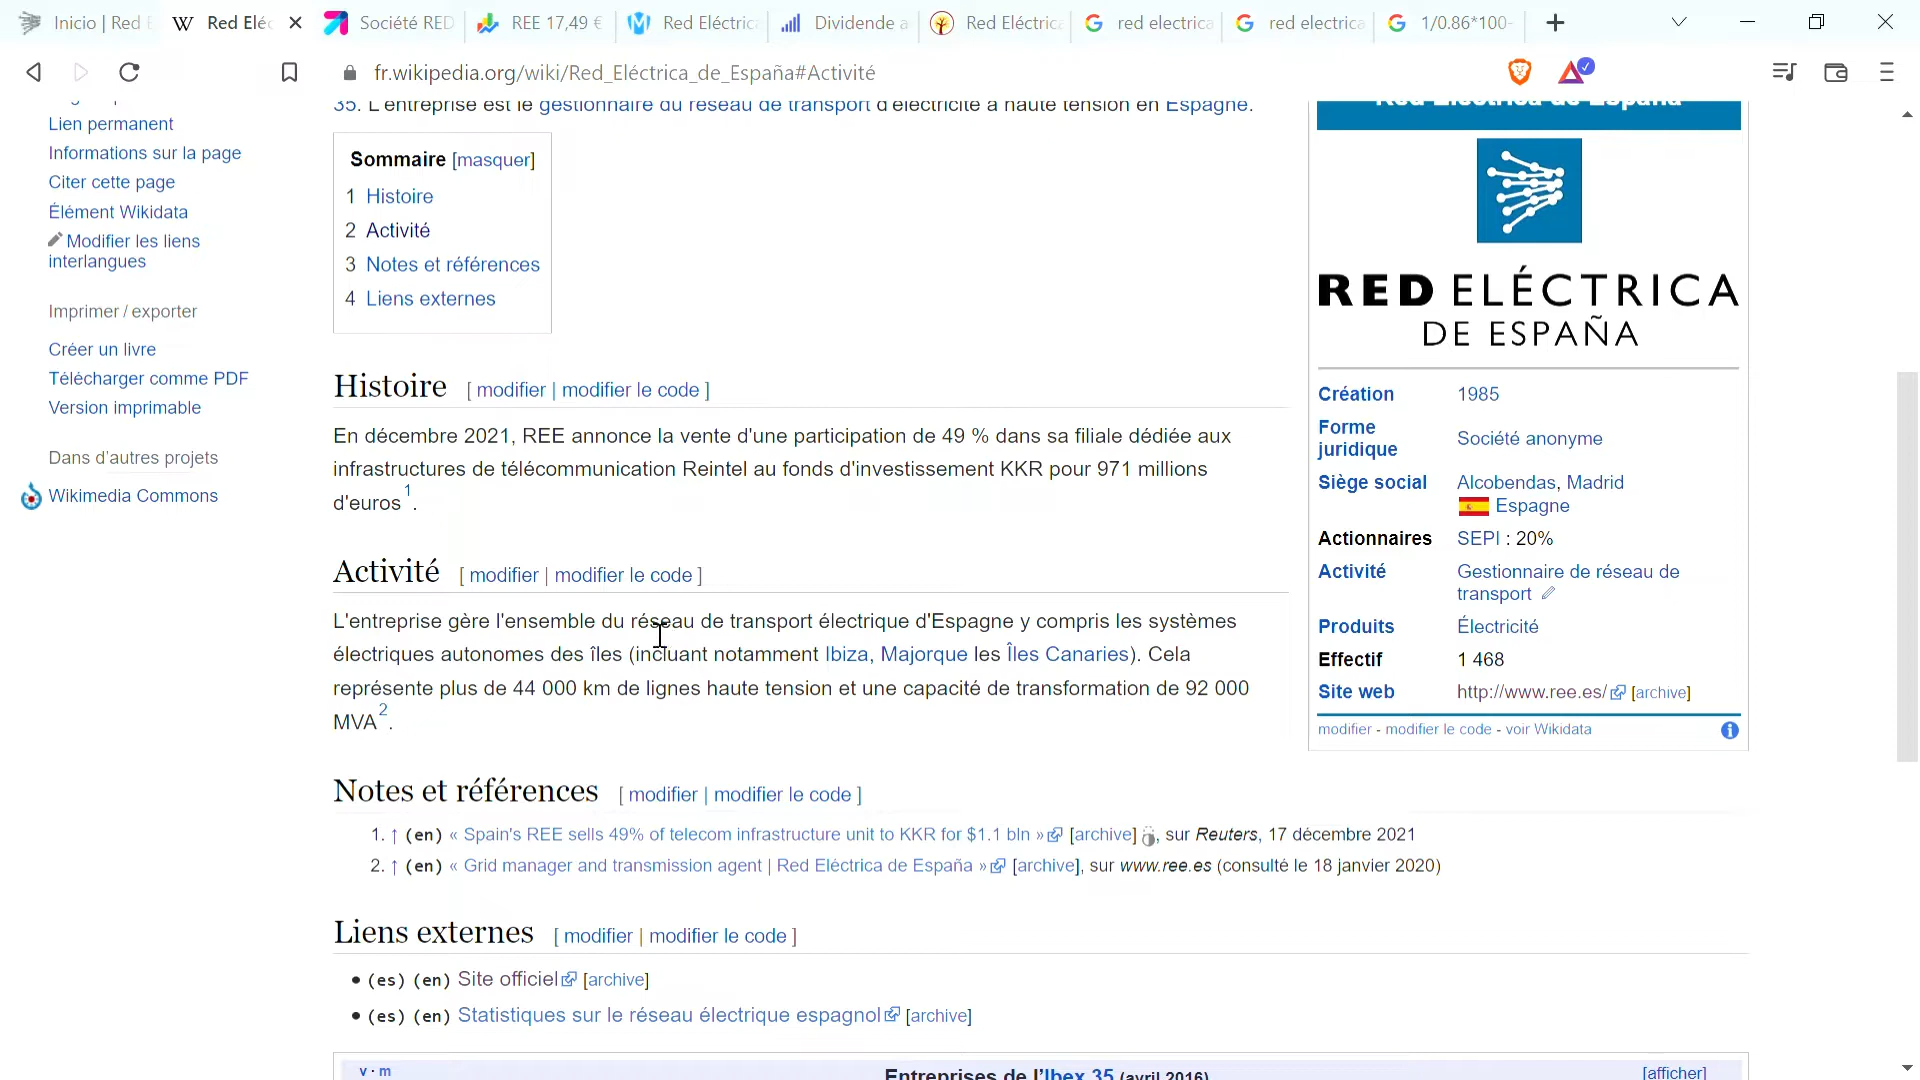 Inicio | Red E
Red Eléc
Société RED
REE 17,49 €
Red Eléctric
Dividende a
Red Eléctrica
red electrica
red electrica
1/0.86*100-
fr.wikipedia.org/wiki/Red_Eléctrica_de_España#Activité
Lien permanent
Informations sur la page
Citer cette page
Élément Wikidata
Modifier les liens
interlangues
Imprimer / exporter
Créer un livre
Télécharger comme PDF
Version imprimable
Dans d'autres projets
Wikimedia Commons
35. L'entreprise est le gestionnaire du réseau de transport d'électricité à haute tension en Espagne.
Sommaire [masquer]
1 Histoire
2 Activité
3 Notes et références
4 Liens externes
Histoire [ modifier | modifier le code ]
En décembre 2021, REE annonce la vente d'une participation de 49 % dans sa filiale dédiée aux
infrastructures de télécommunication Reintel au fonds d'investissement KKR pour 971 millions
d'euros 1.
Activité [ modifier | modifier le code ]
L'entreprise gère l'ensemble du réseau de transport électrique d'Espagne y compris les systèmes
électriques autonomes des îles (incluant notamment Ibiza, Majorque les Îles Canaries). Cela
représente plus de 44 000 km de lignes haute tension et une capacité de transformation de 92 000
MVA 2.
Red Eléctrica de España
RED ELÉCTRICA
DE ESPAÑA
Création 1985
Forme
juridique Société anonyme
Siège social Alcobendas, Madrid
Espagne
Actionnaires SEPI : 20%
Activité Gestionnaire de réseau de
transport
Produits Électricité
Effectif 1 468
Site web http://www.ree.es/ [archive]
modifier - modifier le code - voir Wikidata
Notes et références [ modifier | modifier le code ]
1. ↑ (en) « Spain's REE sells 49% of telecom infrastructure unit to KKR for $1.1 bln » [archive], sur Reuters, 17 décembre 2021
2. ↑ (en) « Grid manager and transmission agent | Red Eléctrica de España » [archive], sur www.ree.es (consulté le 18 janvier 2020)
Liens externes [ modifier | modifier le code ]
• (es) (en) Site officiel [archive]
• (es) (en) Statistiques sur le réseau électrique espagnol [archive]
v · m
Entreprises de l'Ibex 35 (avril 2016)
[afficher]